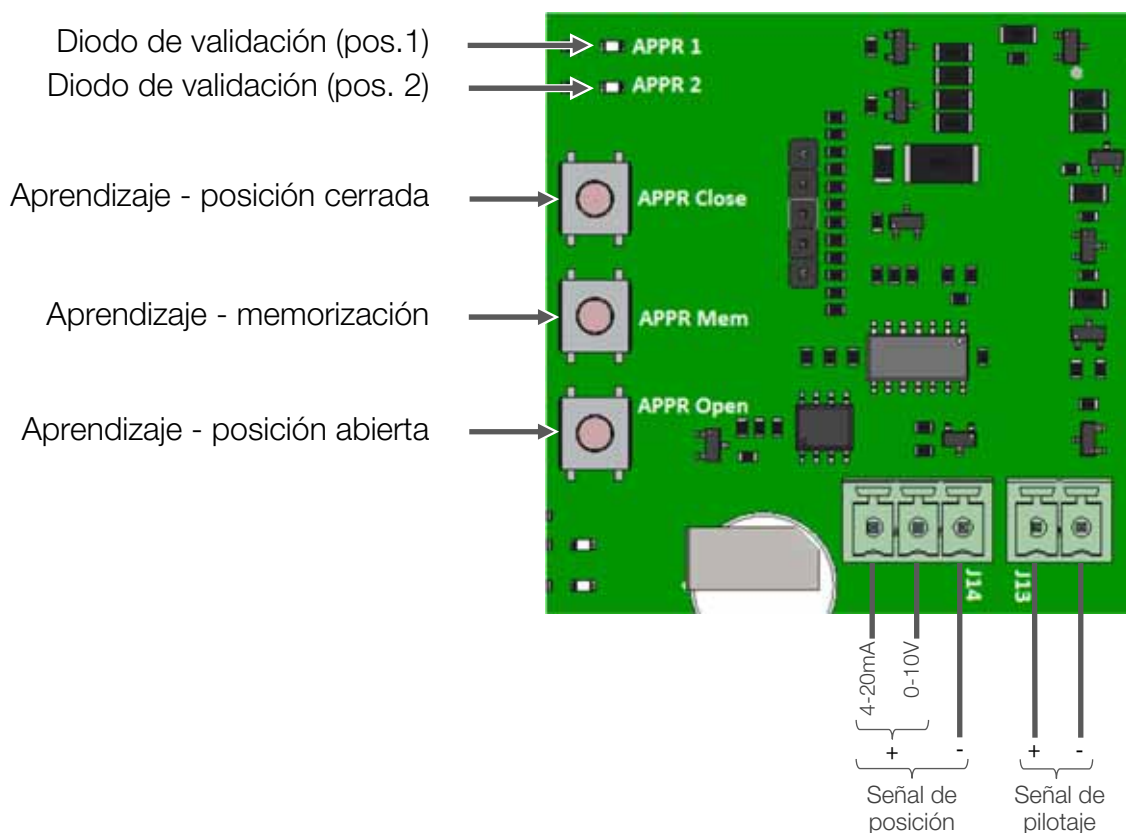 Diodo de validación (pos.1)
APPR 1
Diodo de validación (pos. 2)
APPR 2
Aprendizaje - posición cerrada
APPR Close
Aprendizaje - memorización
APPR Mem
Aprendizaje - posición abierta
APPR Open
J14
J13
4-20mA
0-10V
+
-
+
-
Señal de
posición
Señal de
pilotaje